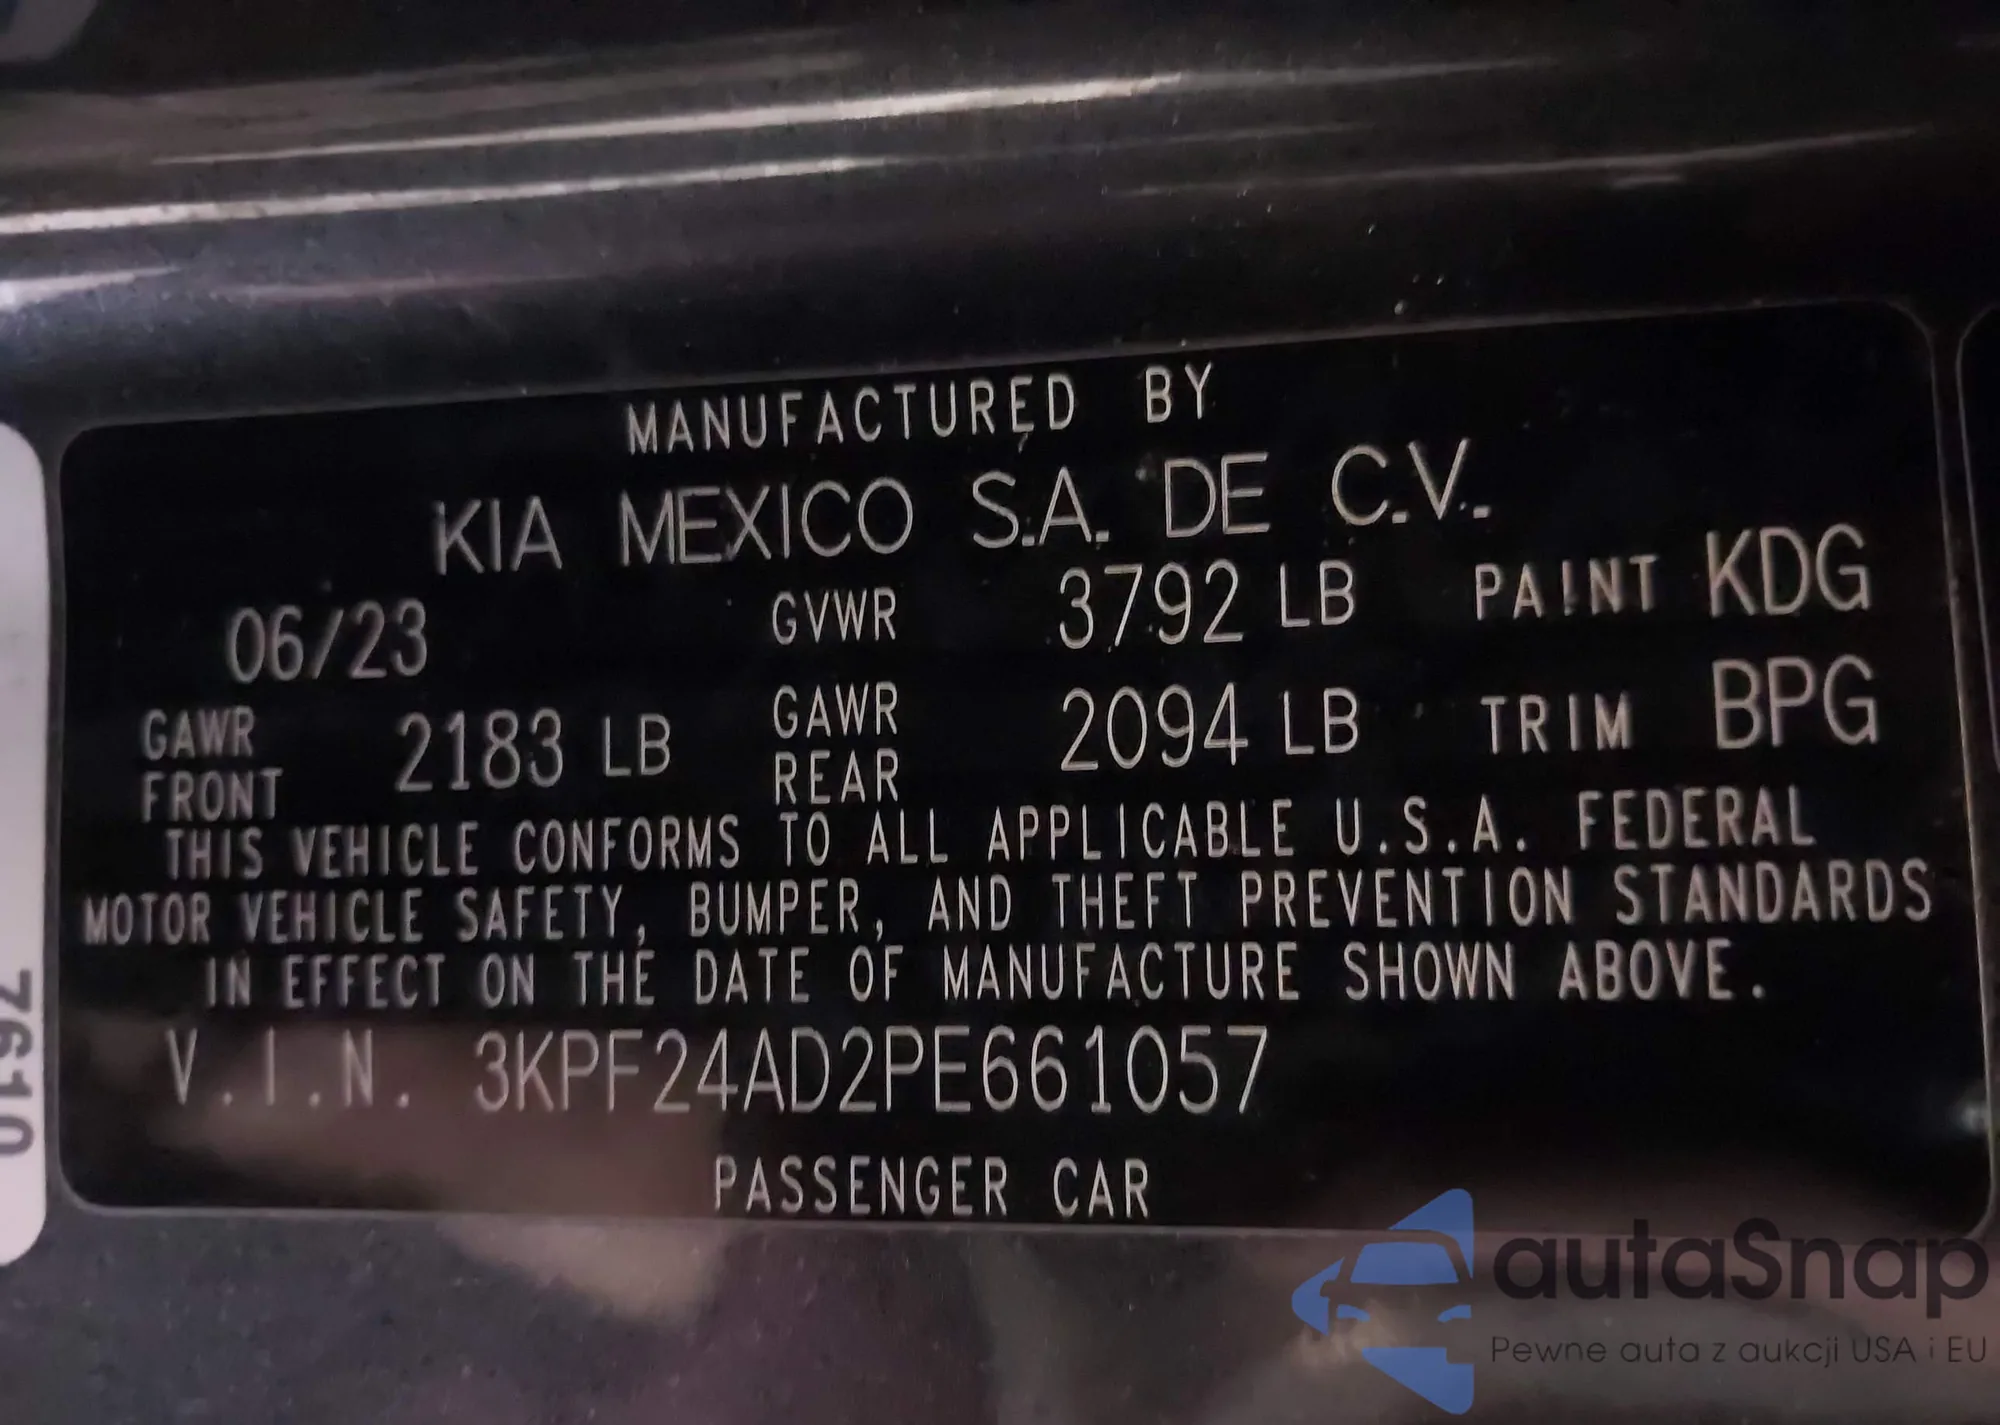 MANUFACTURED BY
KIA MEXICO S.A. DE C.V.
06/23 GVWR 3792 LB PAINT KDG
GAWR FRONT 2183 LB GAWR REAR 2094 LB TRIM BPG
THIS VEHICLE CONFORMS TO ALL APPLICABLE U.S.A. FEDERAL
MOTOR VEHICLE SAFETY, BUMPER, AND THEFT PREVENTION STANDARDS
IN EFFECT ON THE DATE OF MANUFACTURE SHOWN ABOVE.
V.I.N. 3KPF24AD2PE661057
PASSENGER CAR
7610
autaSnap
Pewne auta z aukcji USA i EU